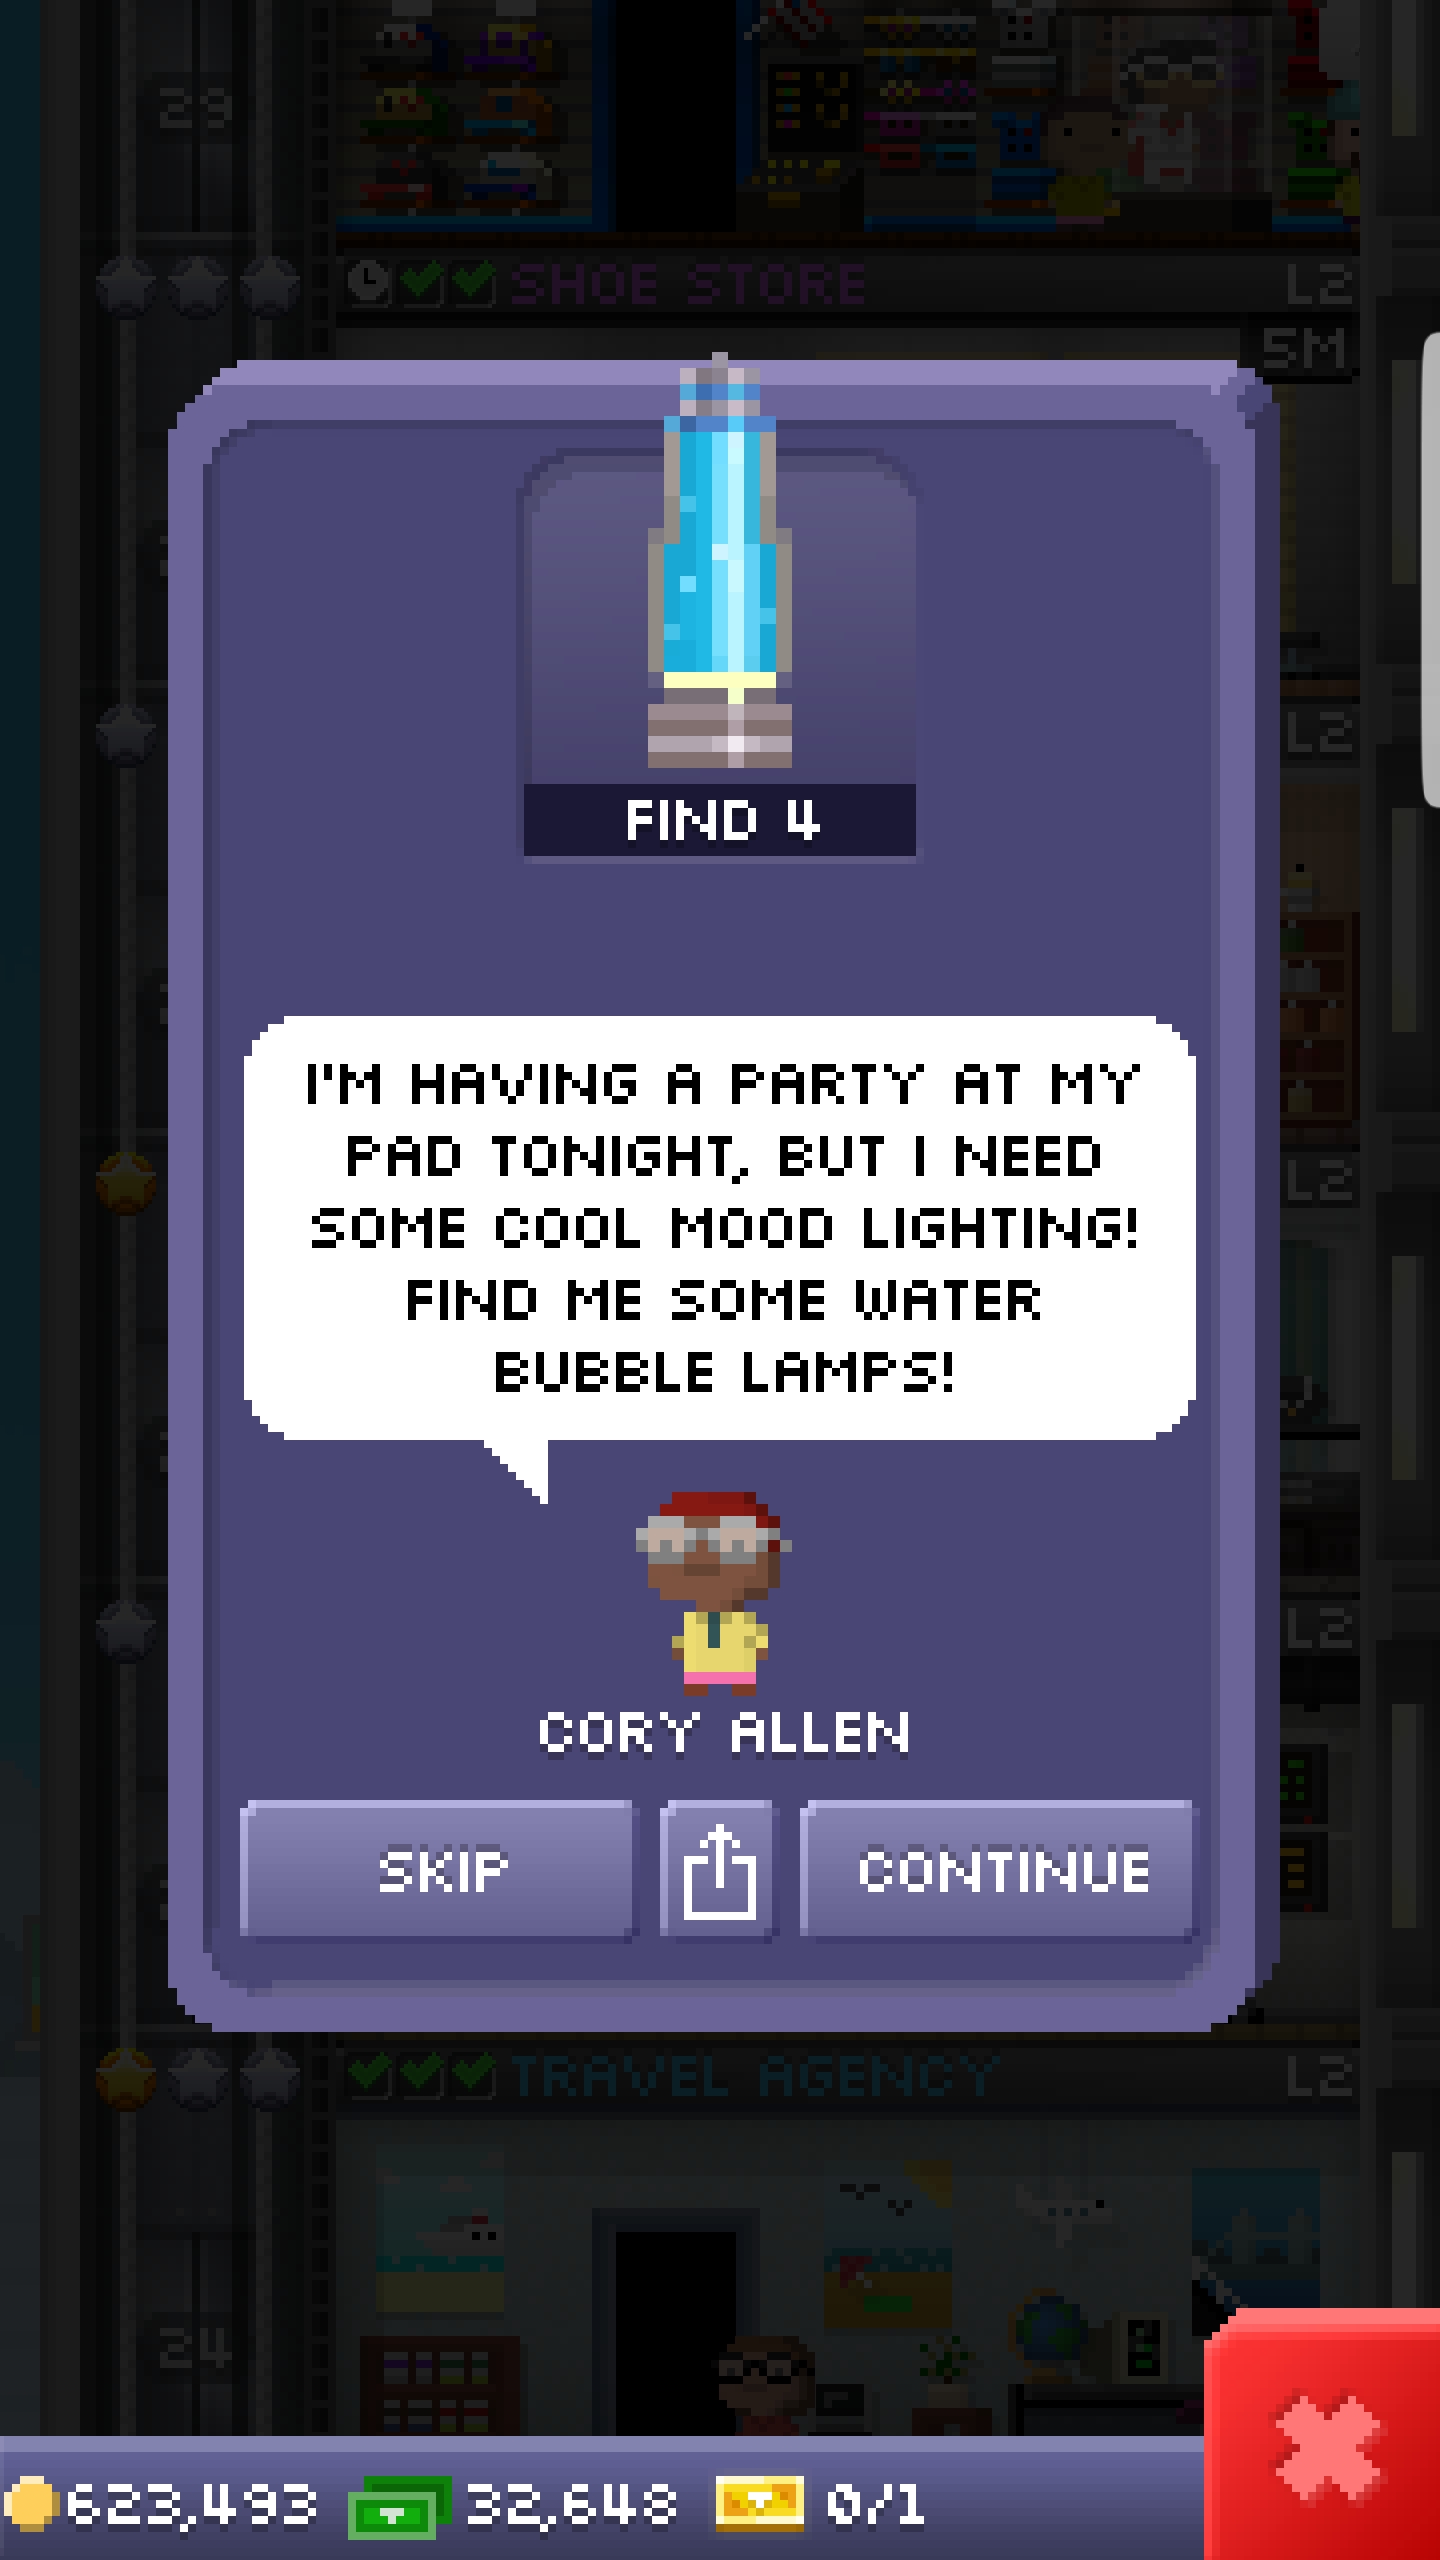 29
SHOE STORE L2
5M
FIND 4
L2
I'M HAVING A PARTY AT MY
PAD TONIGHT, BUT I NEED
SOME COOL MOOD LIGHTING!
FIND ME SOME WATER
BUBBLE LAMPS!
L2
L2
CORY ALLEN
SKIP
CONTINUE
TRAVEL AGENCY L2
24
623,493 32,648 0/1